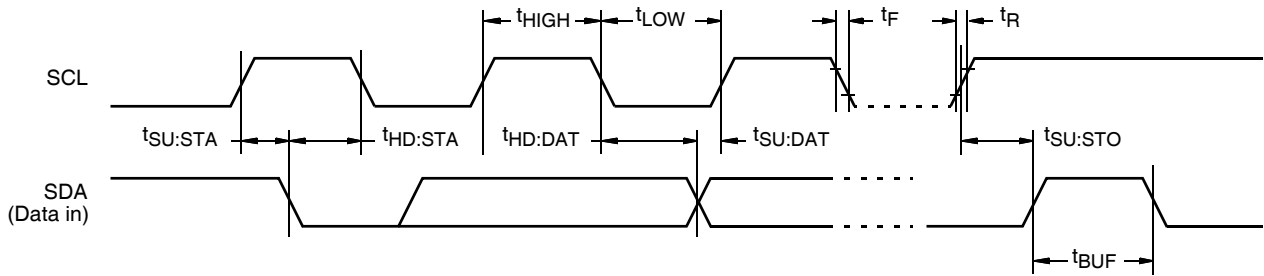 tHIGH tLOW tF tR
SCL
tSU:STA tHD:STA tHD:DAT tSU:DAT tSU:STO
SDA
(Data in)
tBUF